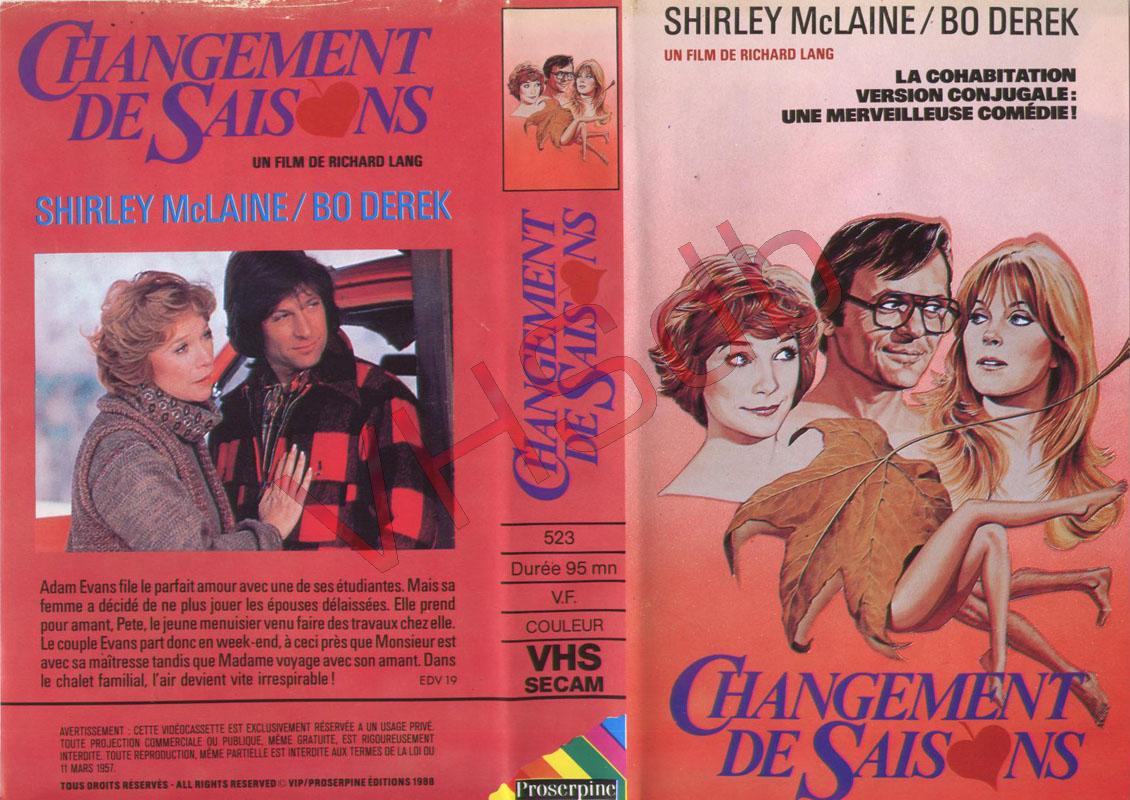 CHANGEMENT
DE SAISONS
UN FILM DE RICHARD LANG
SHIRLEY McLAINE/BO DEREK
Adam Evans file le parfait amour avec une de ses étudiantes. Mais sa
femme a décidé de ne plus jouer les épouses délaissées. Elle prend
pour amant, Pete, le jeune menuisier venu faire des travaux chez elle.
Le couple Evans part donc en week-end, à ceci près que Monsieur est
avec sa maîtresse tandis que Madame voyage avec son amant. Dans
le chalet familial, l'air devient vite irrespirable!
EDV 19
AVERTISSEMENT : CETTE VIDÉOCASSETTE EST EXCLUSIVEMENT RÉSERVÉE A UN USAGE PRIVÉ.
TOUTE PROJECTION COMMERCIALE OU PUBLIQUE, MÊME GRATUITE, EST RIGOUREUSEMENT
INTERDITE. TOUTE REPRODUCTION, MÊME PARTIELLE EST INTERDITE AUX TERMES DE LA LOI DU
11 MARS 1957.
TOUS DROITS RÉSERVÉS - ALL RIGHTS RESERVED © VIP/PROSERPINE ÉDITIONS 1988
CHANGEMENT
DE SAISONS
523
Durée 95 mn
V.F.
COULEUR
VHS
SECAM
Proserpine
SHIRLEY McLAINE/BO DEREK
UN FILM DE RICHARD LANG
LA COHABITATION
VERSION CONJUGALE:
UNE MERVEILLEUSE COMÉDIE!
CHANGEMENT
DE SAISONS
VHSdb